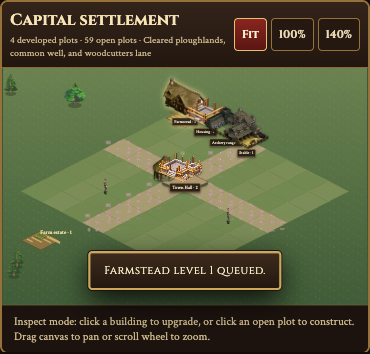 Capital settlement
4 developed plots · 59 open plots · Cleared ploughlands,
common well, and woodcutters lane
Fit
100%
140%
Farmstead
Housing
Archery range
Stable · 1
Town Hall · 2
Farm estate · 1
Farmstead level 1 queued.
Inspect mode: click a building to upgrade, or click an open plot to construct.
Drag canvas to pan or scroll wheel to zoom.